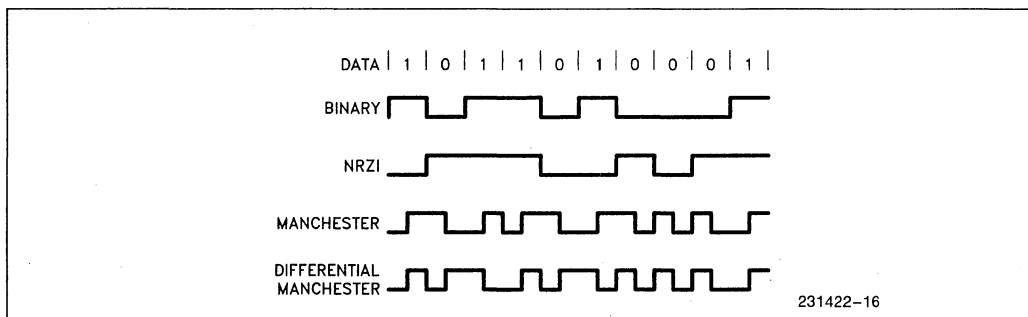 DATA | 1 | 0 | 1 | 1 | 0 | 1 | 0 | 0 | 0 | 1 |
BINARY
NRZI
MANCHESTER
DIFFERENTIAL
MANCHESTER
231422-16